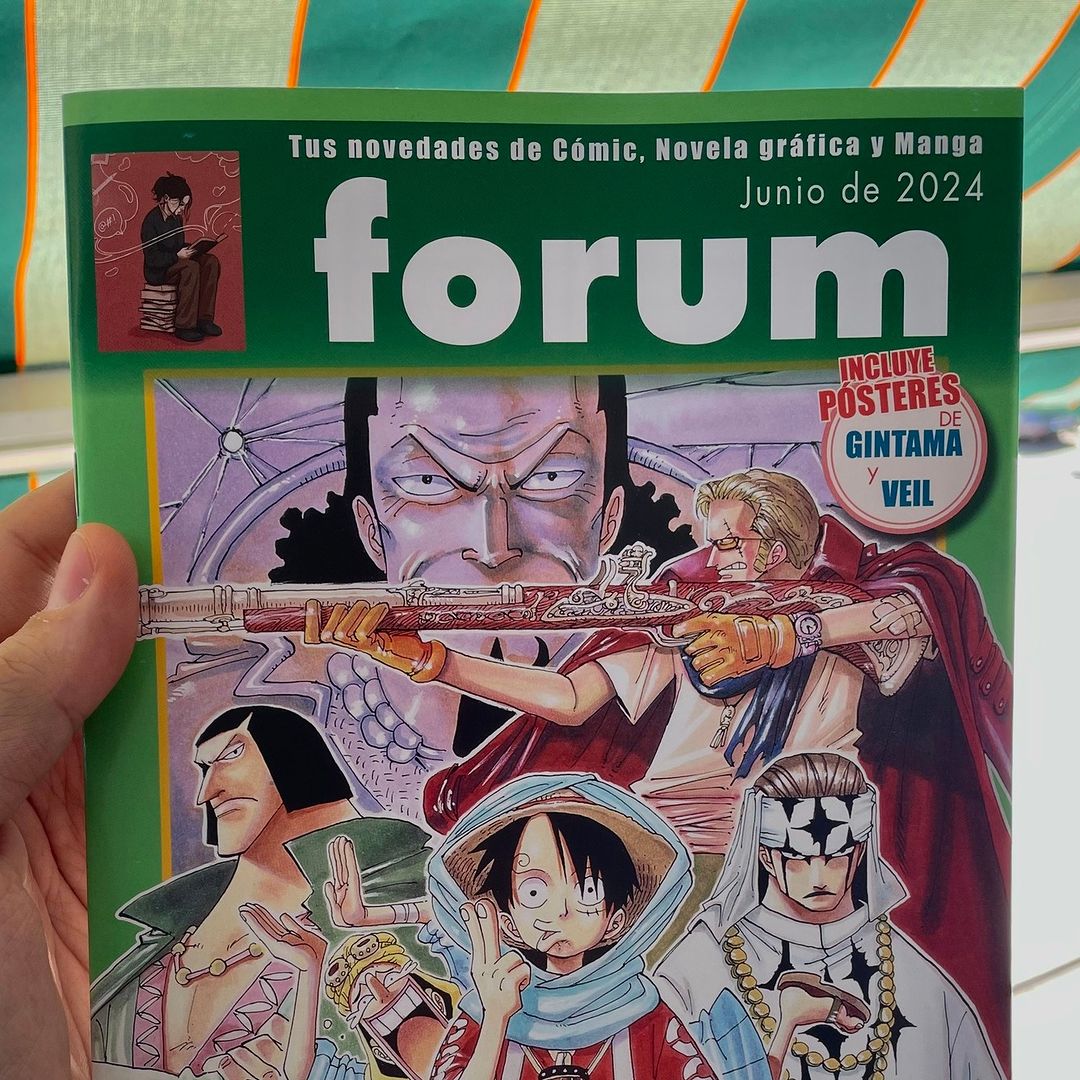 Tus novedades de Cómic, Novela gráfica y Manga
Junio de 2024
forum
INCLUYE
PÓSTERES
DE
GINTAMA
Y
VEIL
@#!